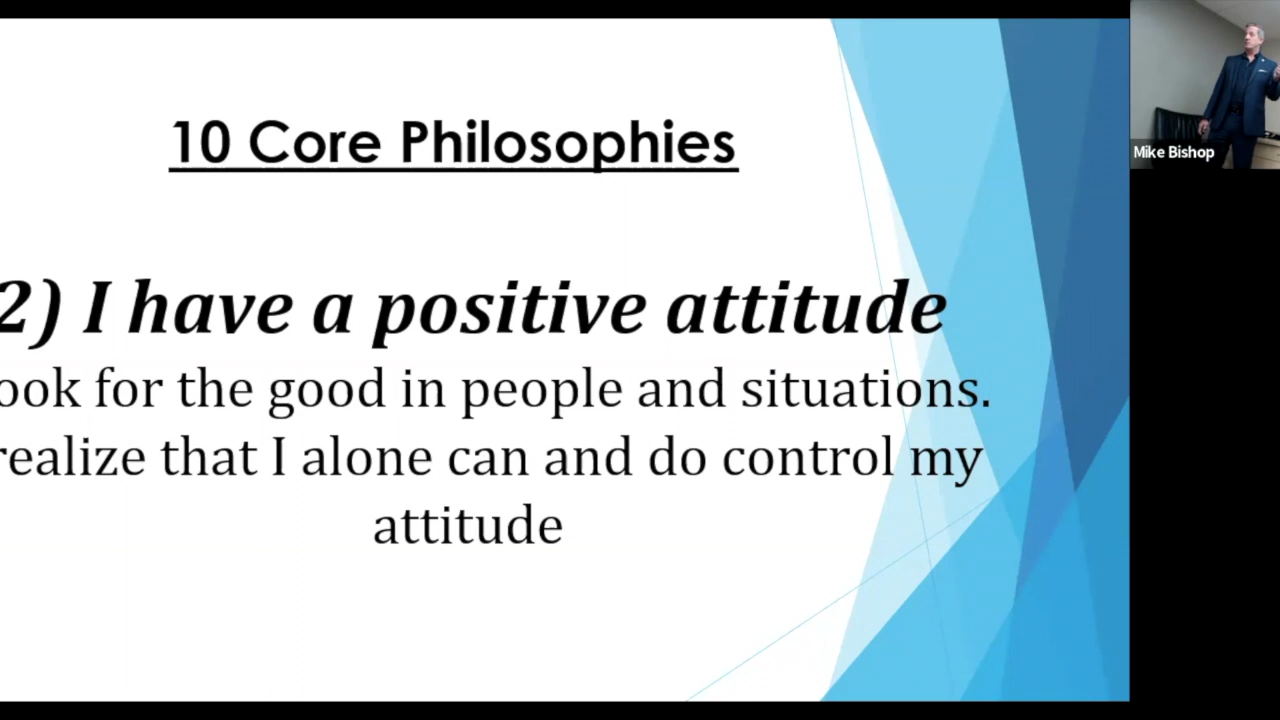 10 Core Philosophies
2) I have a positive attitude
ook for the good in people and situations.
realize that I alone can and do control my
attitude
Mike Bishop